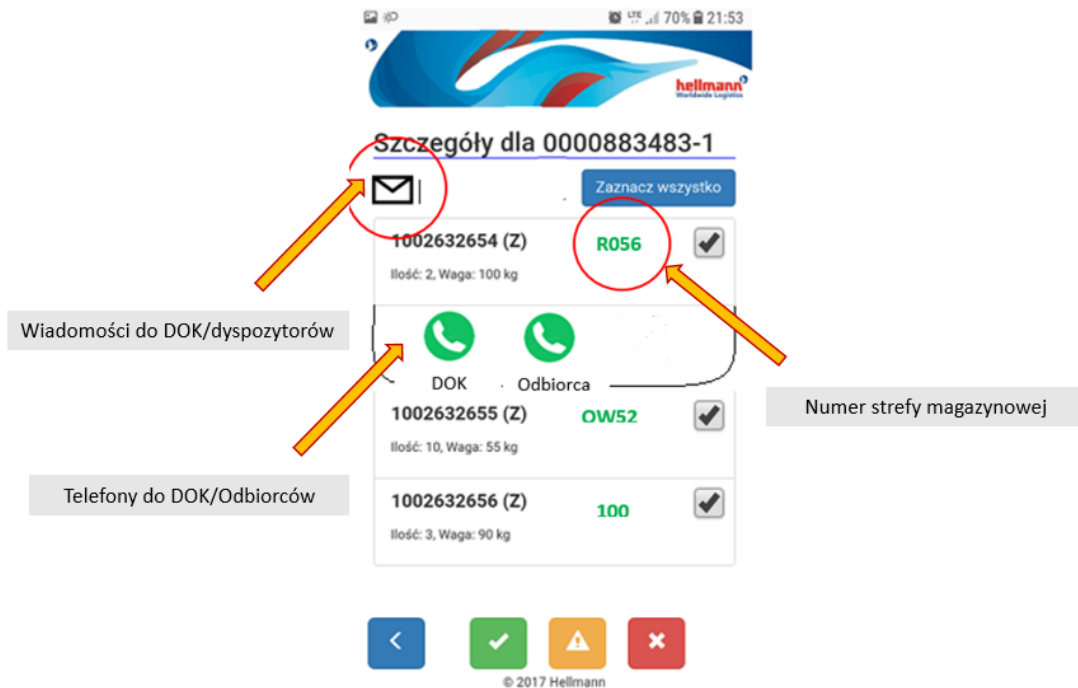 LTE 70% 21:53
hellmann
Worldwide Logistics
Szczegóły dla 0000883483-1
Zaznacz wszystko
1002632654 (Z) R056
Ilość: 2, Waga: 100 kg
Wiadomości do DOK/dyspozytorów
DOK Odbiorca
Numer strefy magazynowej
1002632655 (Z) OW52
Ilość: 10, Waga: 55 kg
Telefony do DOK/Odbiorców
1002632656 (Z) 100
Ilość: 3, Waga: 90 kg
© 2017 Hellmann